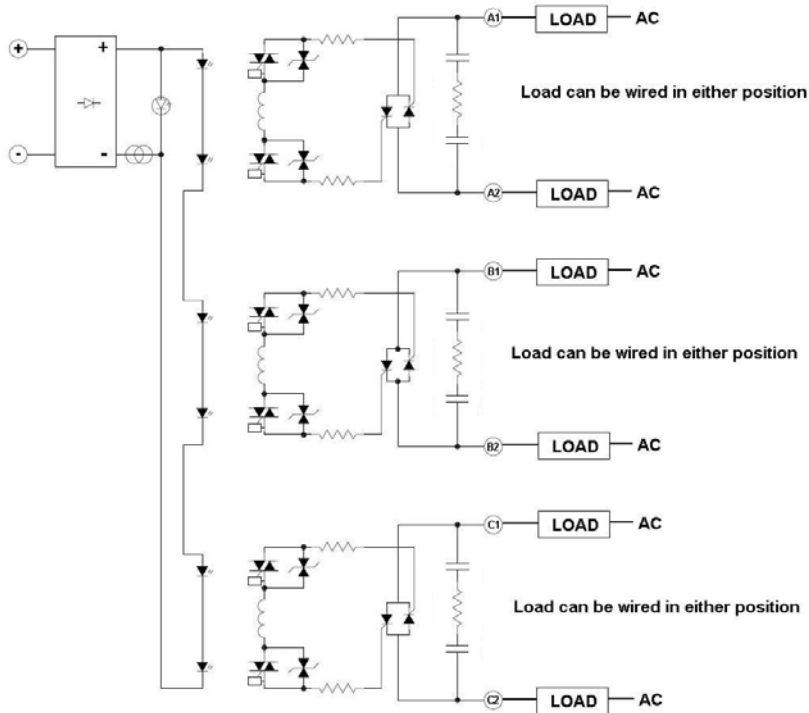 A1 LOAD AC
+ +
Load can be wired in either position
- -
A2 LOAD AC
B1 LOAD AC
Load can be wired in either position
B2 LOAD AC
C1 LOAD AC
Load can be wired in either position
C2 LOAD AC